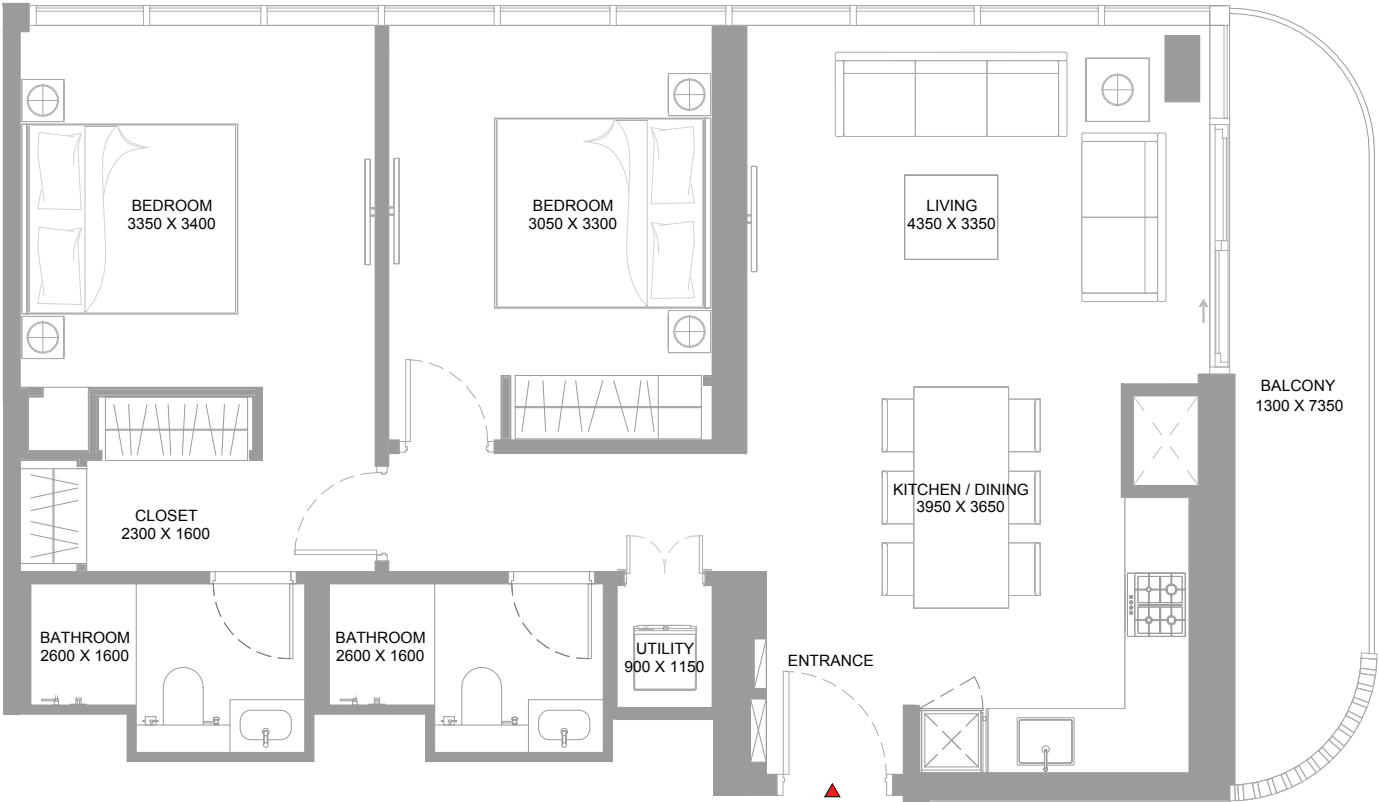 BEDROOM
3350 X 3400
BEDROOM
3050 X 3300
LIVING
4350 X 3350
BALCONY
1300 X 7350
KITCHEN / DINING
3950 X 3650
CLOSET
2300 X 1600
BATHROOM
2600 X 1600
BATHROOM
2600 X 1600
UTILITY
900 X 1150
ENTRANCE